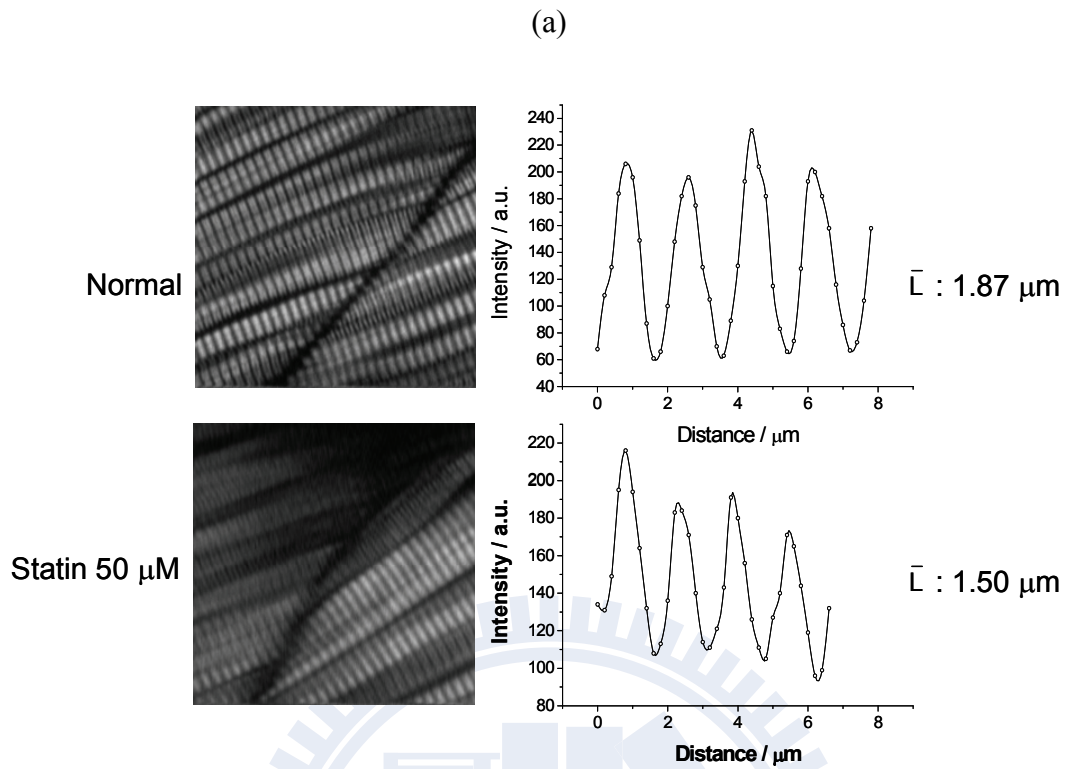 (a)
Normal
240
220
200
180
160
140
120
100
80
60
40
Intensity / a.u.
0 2 4 6 8
Distance / μm
L̄ : 1.87 μm
Statin 50 μM
220
200
180
160
140
120
100
80
Intensity / a.u.
0 2 4 6 8
Distance / μm
L̄ : 1.50 μm